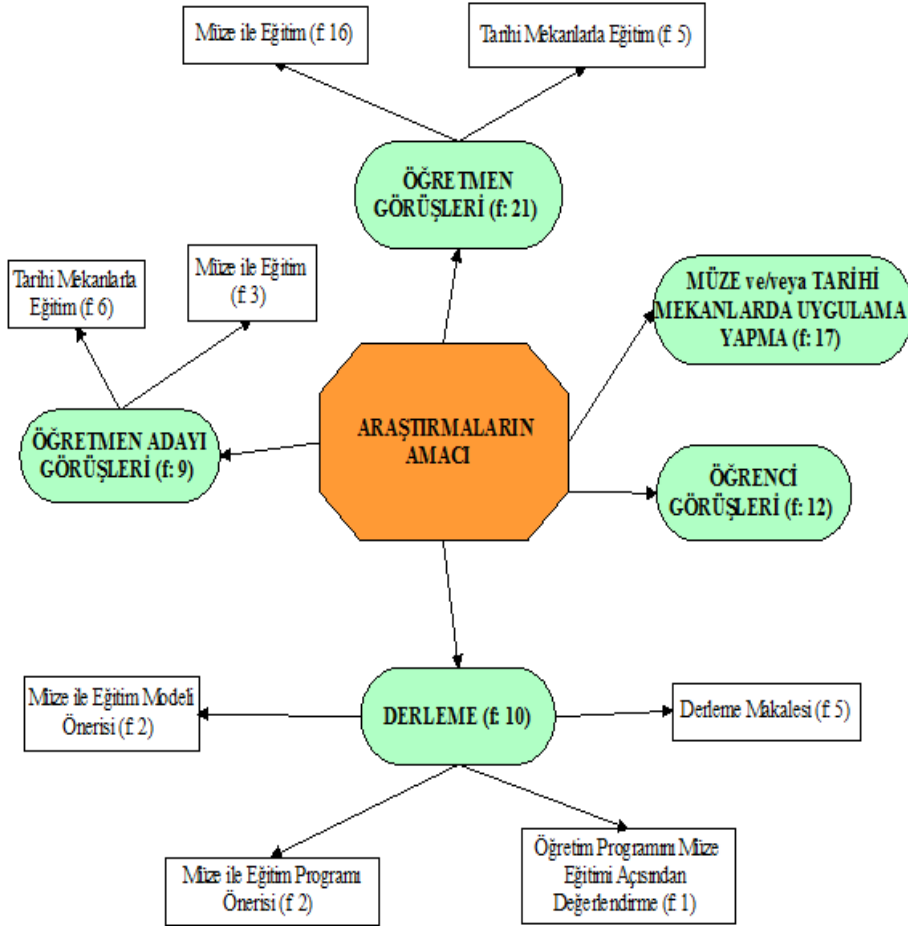 Müze ile Eğitim (f: 16)
Tarihi Mekanlarla Eğitim (f: 5)
ÖĞRETMEN
GÖRÜŞLERİ (f: 21)
Tarihi Mekanlarla
Eğitim (f: 6)
Müze ile Eğitim
(f: 3)
MÜZE ve/veya TARİHİ
MEKANLARDA UYGULAMA
YAPMA (f: 17)
ÖĞRETMEN ADAYI
GÖRÜŞLERİ (f: 9)
ARAŞTIRMALARIN
AMACI
ÖĞRENCİ
GÖRÜŞLERİ (f: 12)
Müze ile Eğitim Modeli
Önerisi (f: 2)
DERLEME (f: 10)
Derleme Makalesi (f: 5)
Müze ile Eğitim Programı
Önerisi (f: 2)
Öğretim Programını Müze
Eğitimi Açısından
Değerlendirme (f: 1)